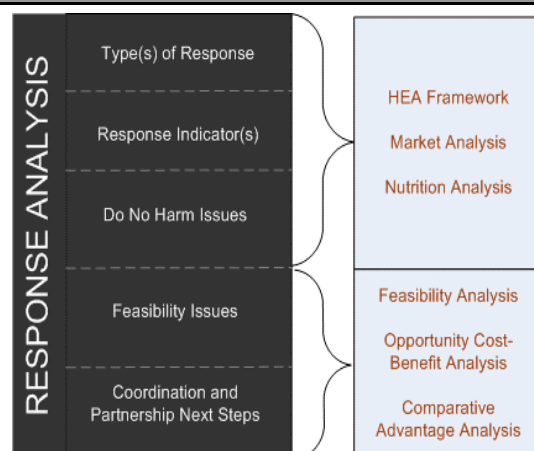 RESPONSE ANALYSIS
Type(s) of Response
Response Indicator(s)
Do No Harm Issues
Feasibility Issues
Coordination and
Partnership Next Steps
HEA Framework
Market Analysis
Nutrition Analysis
Feasibility Analysis
Opportunity Cost-
Benefit Analysis
Comparative
Advantage Analysis